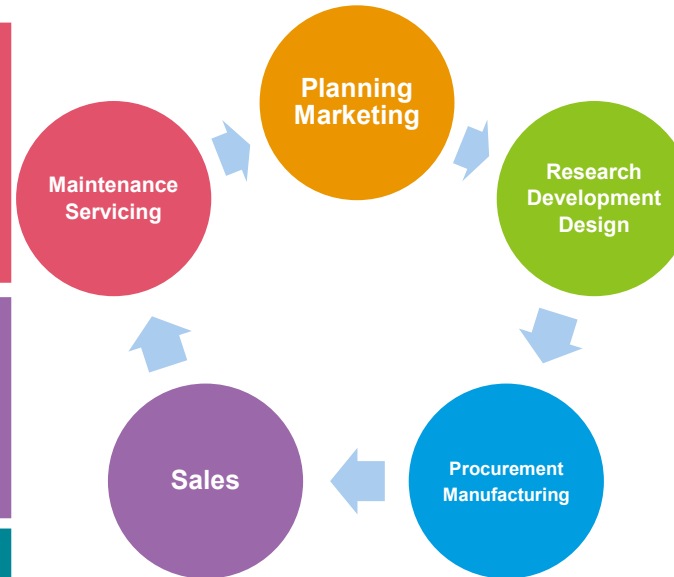 Planning
Marketing
Research
Development
Design
Procurement
Manufacturing
Sales
Maintenance
Servicing